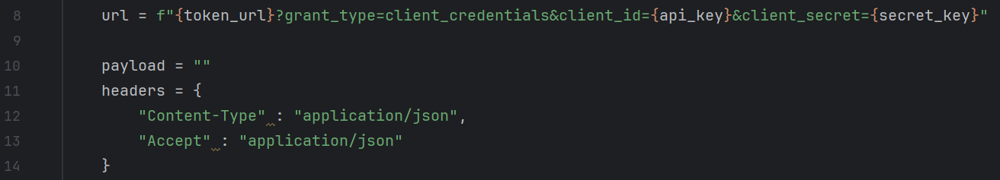 8 url = f"{token_url}?grant_type=client_credentials&client_id={api_key}&client_secret={secret_key}"
9
10 payload = ""
11 headers = {
12 "Content-Type" : "application/json",
13 "Accept" : "application/json"
14 }